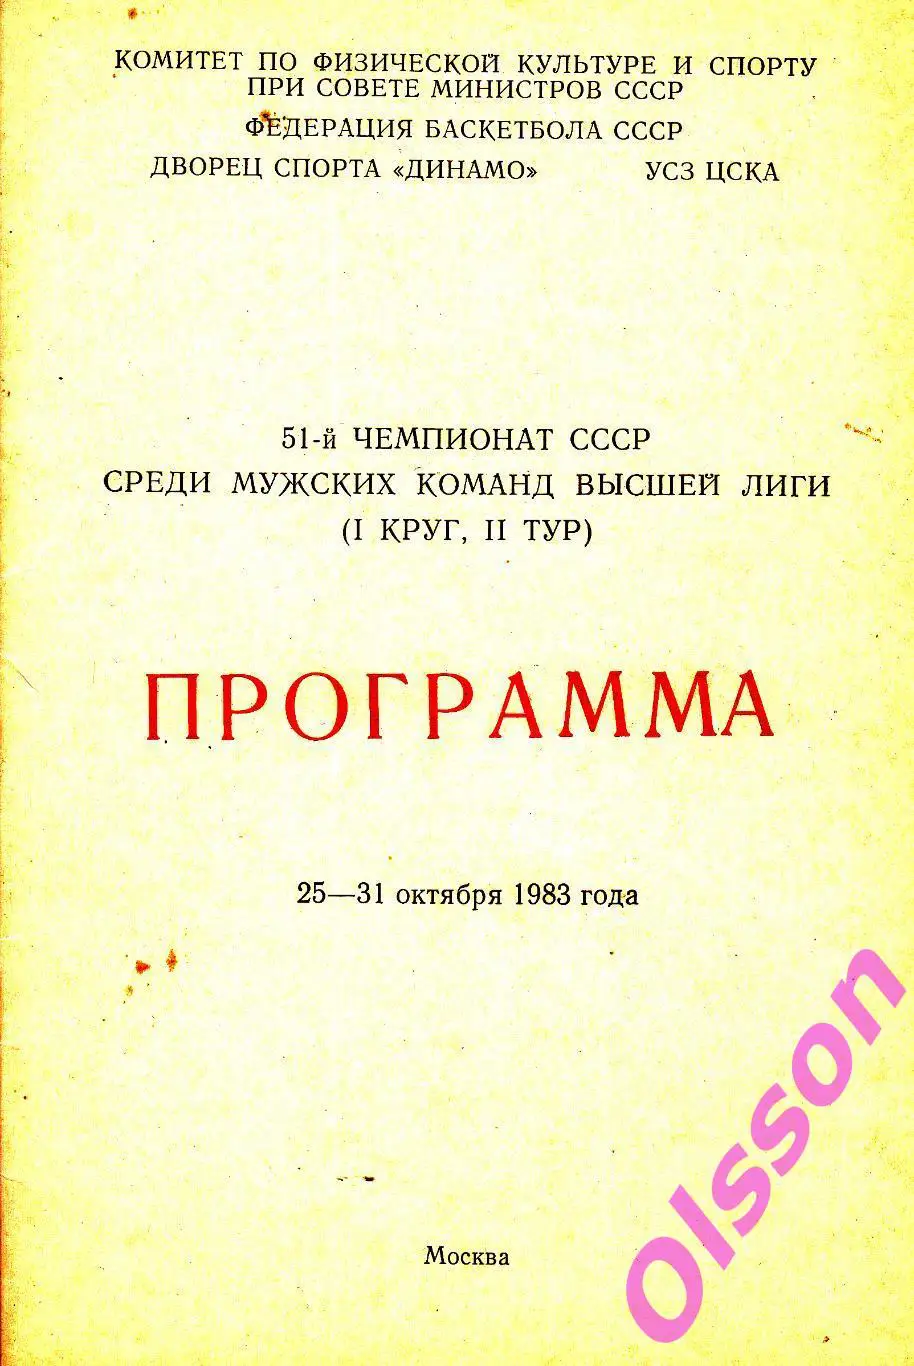 КОМИТЕТ ПО ФИЗИЧЕСКОЙ КУЛЬТУРЕ И СПОРТУ
ПРИ СОВЕТЕ МИНИСТРОВ СССР
ФЕДЕРАЦИЯ БАСКЕТБОЛА СССР
ДВОРЕЦ СПОРТА «ДИНАМО» УСЗ ЦСКА
51-й ЧЕМПИОНАТ СССР
СРЕДИ МУЖСКИХ КОМАНД ВЫСШЕЙ ЛИГИ
(I КРУГ, II ТУР)
ПРОГРАММА
25—31 октября 1983 года
Москва
Olsson